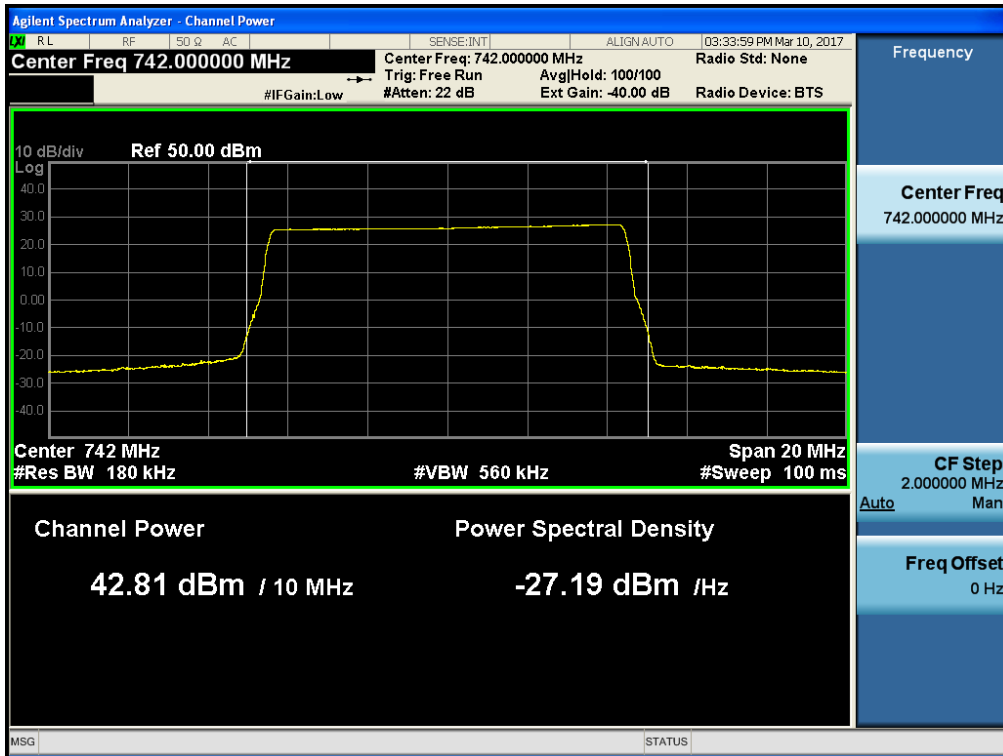 Agilent Spectrum Analyzer - Channel Power
LXI RL RF 50 Ω AC SENSE:INT ALIGN AUTO 03:33:59 PM Mar 10, 2017
Center Freq 742.000000 MHz
Center Freq: 742.000000 MHz Radio Std: None
Trig: Free Run Avg|Hold: 100/100
#IFGain:Low #Atten: 22 dB Ext Gain: -40.00 dB Radio Device: BTS
10 dB/div Ref 50.00 dBm
Log
40.0
30.0
20.0
10.0
0.00
-10.0
-20.0
-30.0
-40.0
Center 742 MHz Span 20 MHz
#Res BW 180 kHz #VBW 560 kHz #Sweep 100 ms
Channel Power Power Spectral Density
42.81 dBm / 10 MHz -27.19 dBm /Hz
Frequency
Center Freq
742.000000 MHz
CF Step
2.000000 MHz
Auto Man
Freq Offset
0 Hz
MSG STATUS